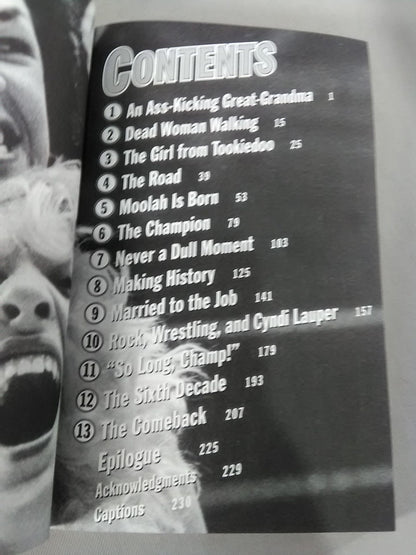 CONTENTS
1 An Ass-Kicking Great-Grandma 1
2 Dead Woman Walking 15
3 The Girl from Tookiedoo 25
4 The Road 39
5 Moolah Is Born 53
6 The Champion 79
7 Never a Dull Moment 103
8 Making History 125
9 Married to the Job 141
10 Rock, Wrestling, and Cyndi Lauper 157
11 "So Long, Champ!" 179
12 The Sixth Decade 193
13 The Comeback 207
Epilogue 225
Acknowledgments 229
Captions 230